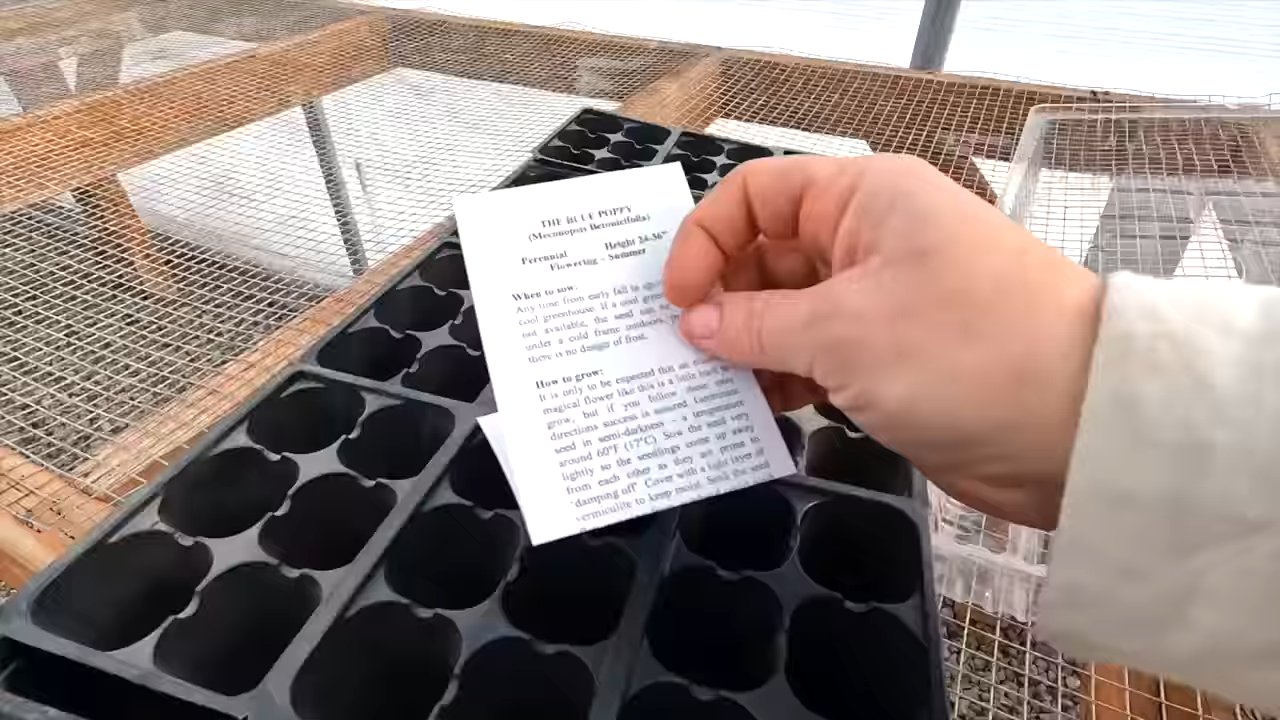 THE BLUE POPPY
(Meconopsis Betonicifolia)
Perennial Height 24-36"
Flowering - Summer
When to sow:
Any time from early fall to
cool greenhouse. If a cool
not available, the seed can
under a cold frame outdoors,
there is no danger of frost.
How to grow:
It is only to be expected that an
magical flower like this is a little hard
grow, but if you follow these easy
directions success is assured. Germinate
seed in semi-darkness - a temperature
around 60°F (17°C) Sow the seed very
lightly so the seedlings come up away
from each other as they are prone to
'damping off' Cover with a light layer of
vermiculite to keep moist. Send the seed